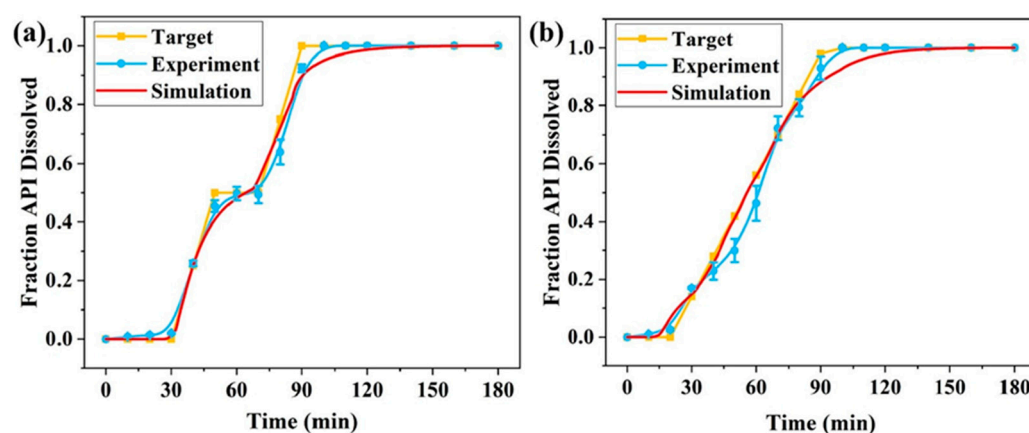 (a)
Target
Experiment
Simulation
Fraction API Dissolved
1.0
0.8
0.6
0.4
0.2
0.0
0 30 60 90 120 150 180
Time (min)
(b)
Target
Experiment
Simulation
Fraction API Dissolved
1.0
0.8
0.6
0.4
0.2
0.0
0 30 60 90 120 150 180
Time (min)